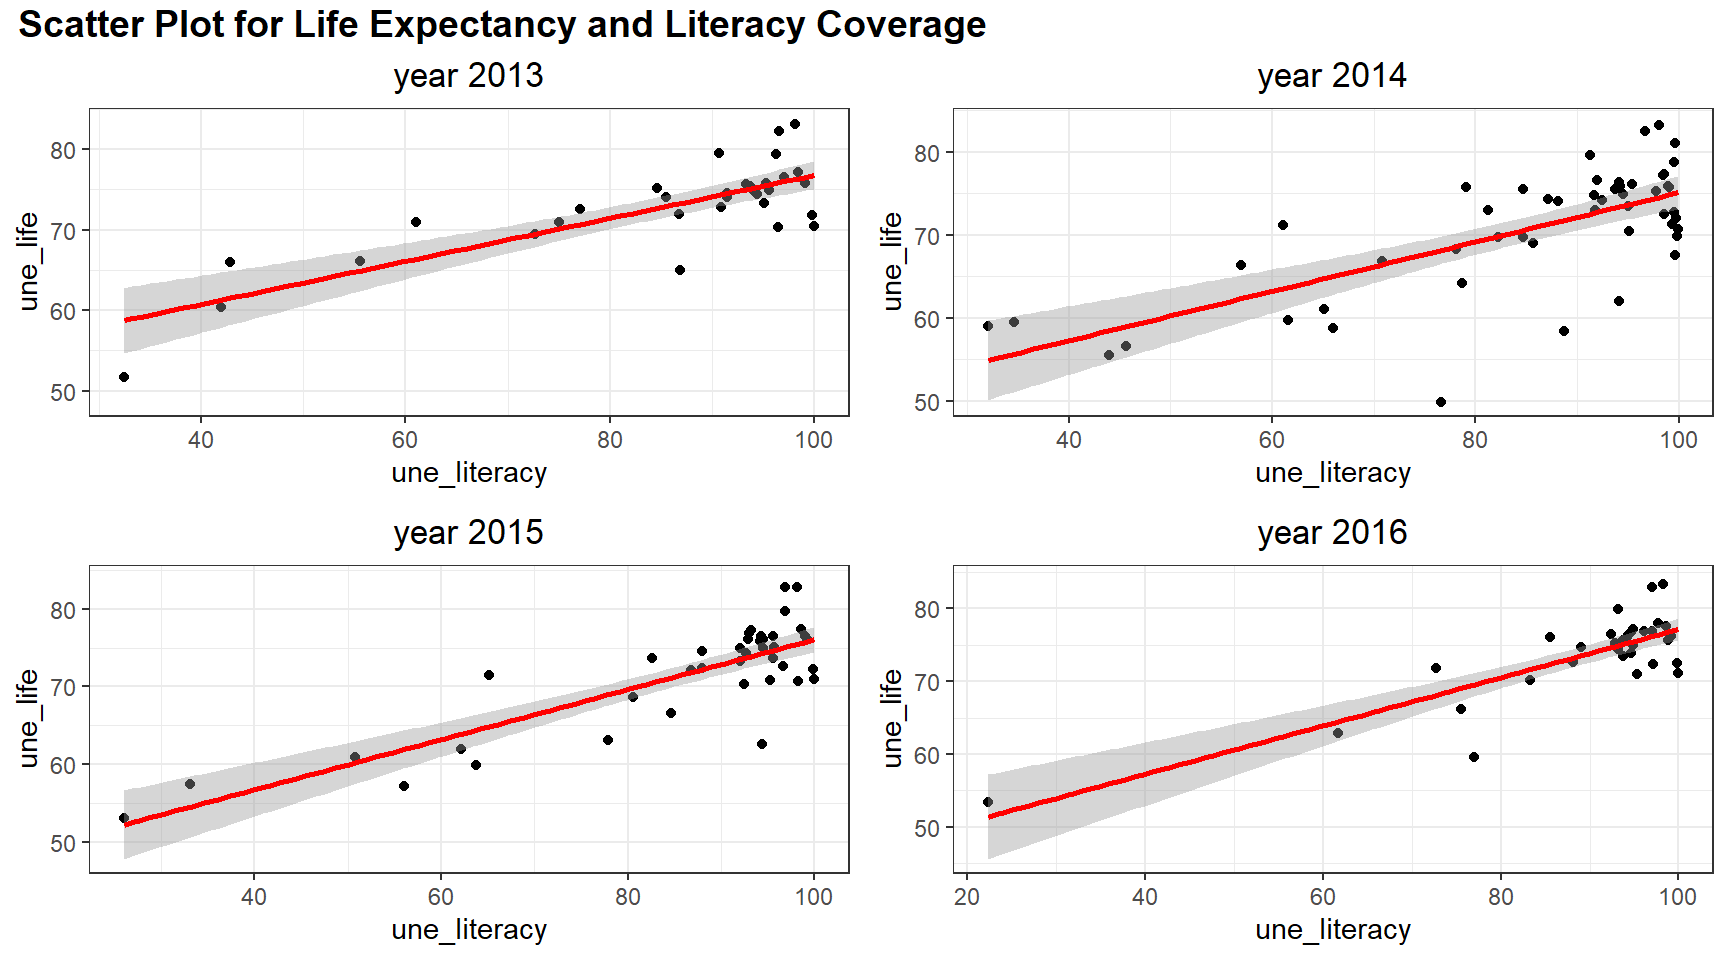 Scatter Plot for Life Expectancy and Literacy Coverage
year 2013
une_life
80
70
60
50
40 60 80 100
une_literacy
year 2014
une_life
80
70
60
50
40 60 80 100
une_literacy
year 2015
une_life
80
70
60
50
40 60 80 100
une_literacy
year 2016
une_life
80
70
60
50
20 40 60 80 100
une_literacy